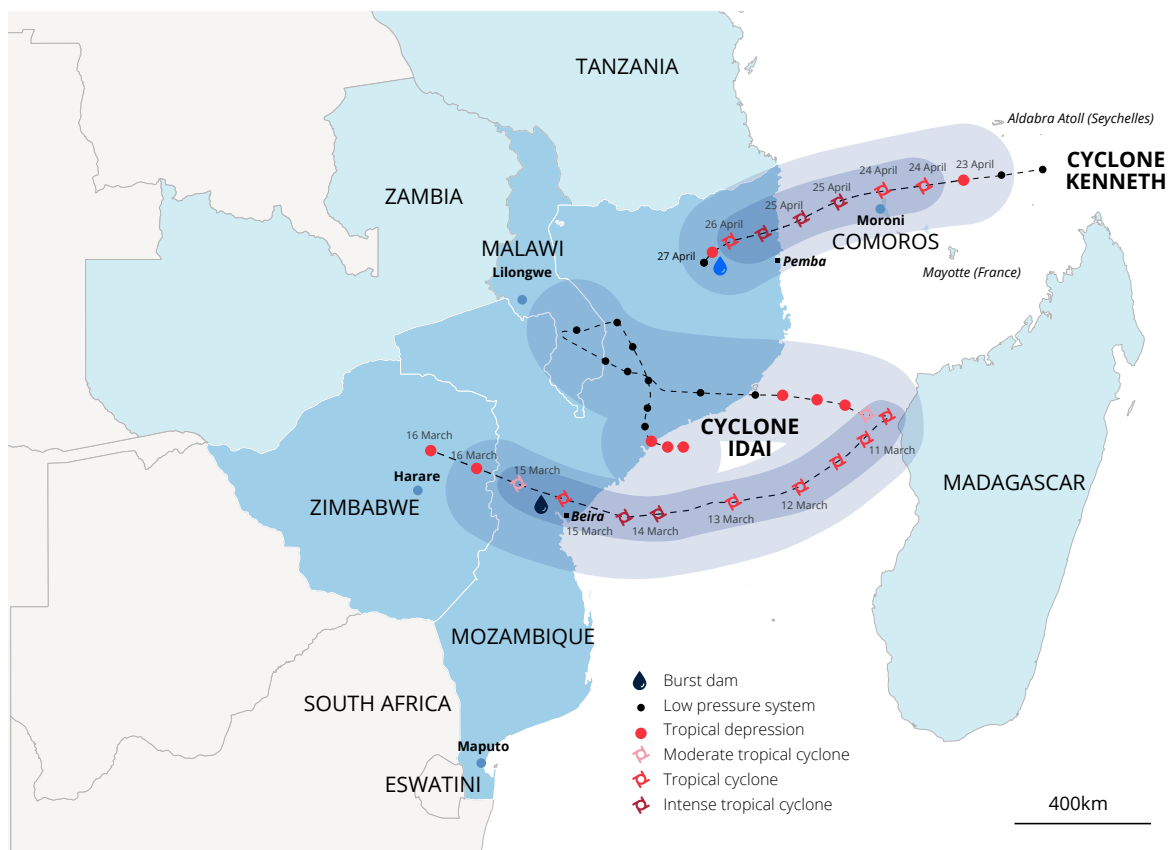 TANZANIA
Aldabra Atoll (Seychelles)
CYCLONE
KENNETH
23 April
24 April
24 April
25 April
25 April
26 April
27 April
ZAMBIA
Moroni
COMOROS
MALAWI
Lilongwe
Pemba
Mayotte (France)
CYCLONE
IDAI
16 March
16 March
15 March
11 March
Harare
ZIMBABWE
MADAGASCAR
Beira
15 March
14 March
13 March
12 March
MOZAMBIQUE
SOUTH AFRICA
Maputo
ESWATINI
Burst dam
Low pressure system
Tropical depression
Moderate tropical cyclone
Tropical cyclone
Intense tropical cyclone
400km